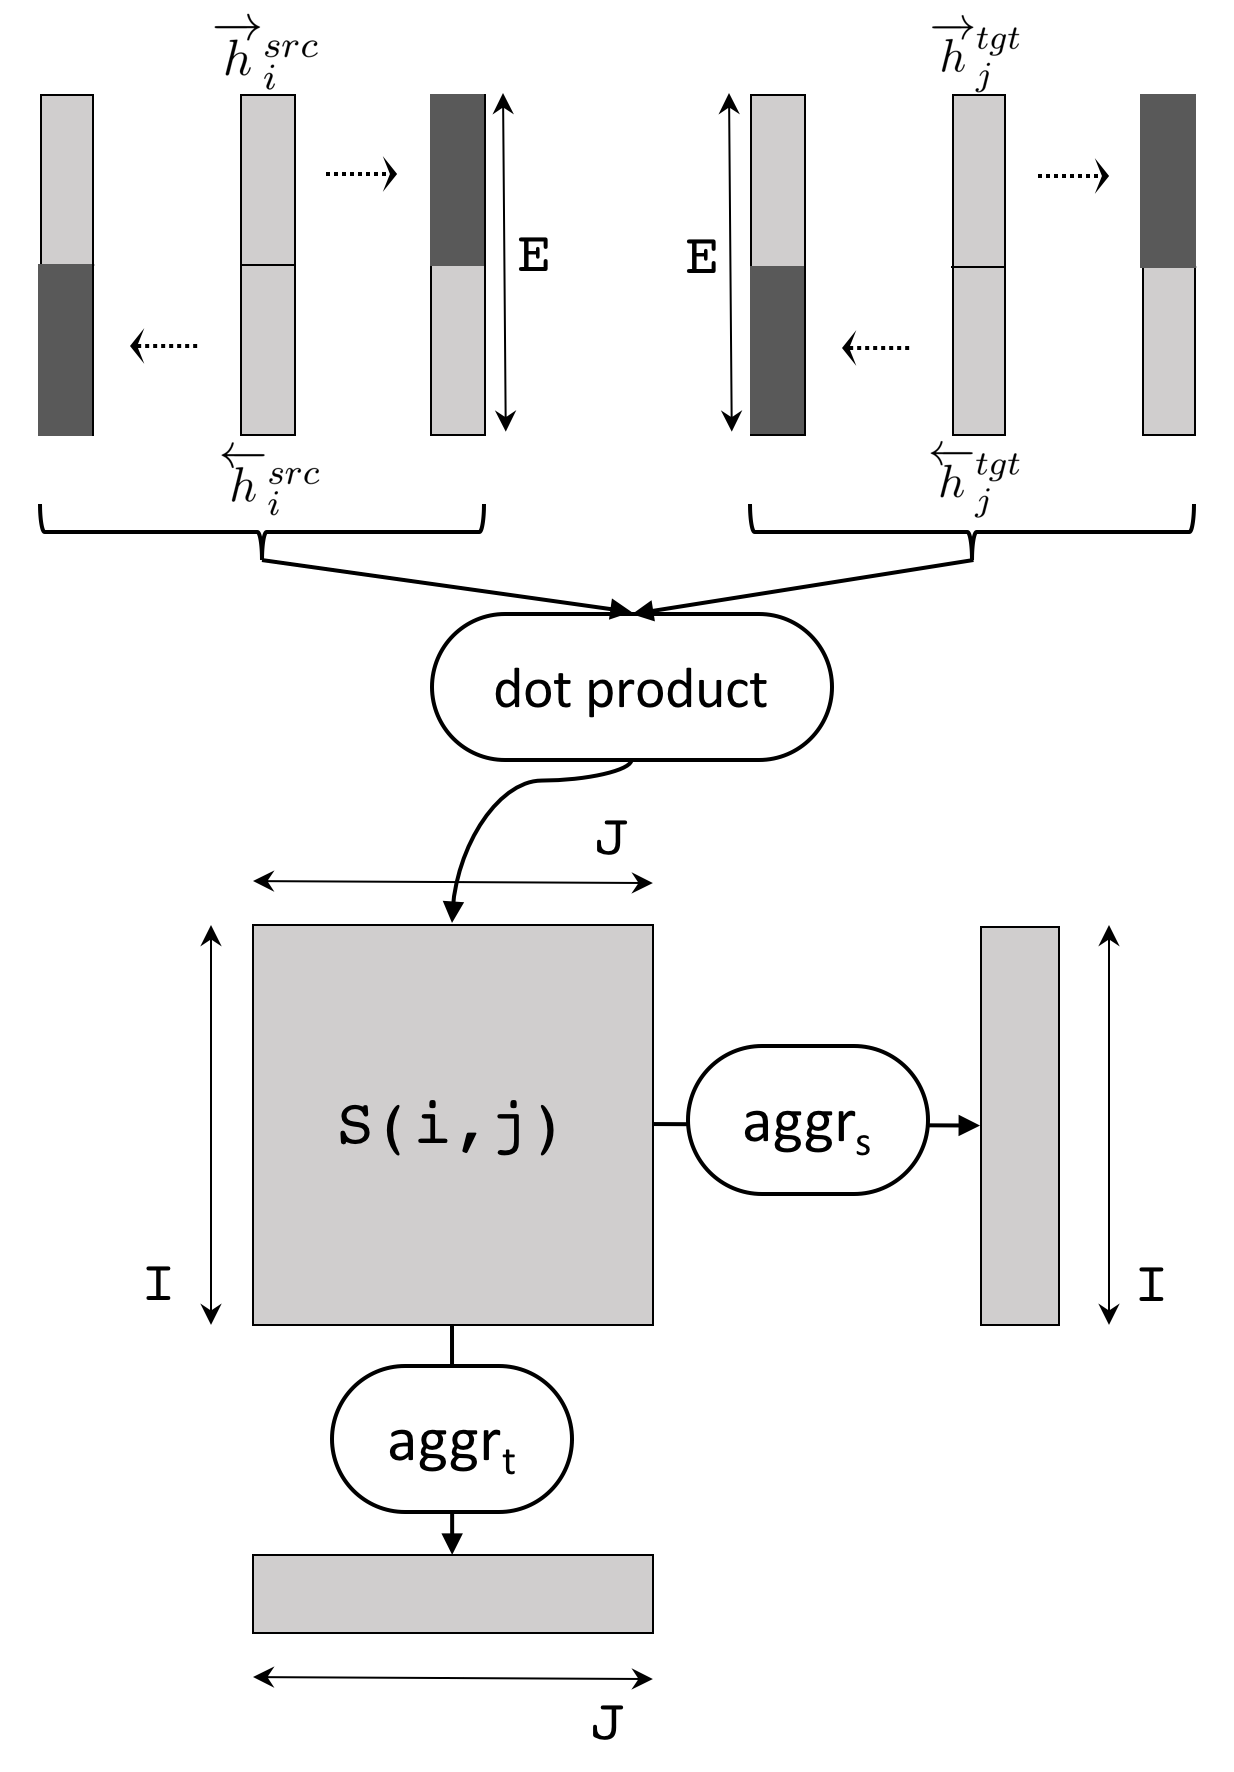 $\overrightarrow{h}_i^{src}$ $\overrightarrow{h}_j^{tgt}$
E E
$\overleftarrow{h}_i^{src}$ $\overleftarrow{h}_j^{tgt}$
dot product
J
S(i,j)
aggr_s
I I
aggr_t
J